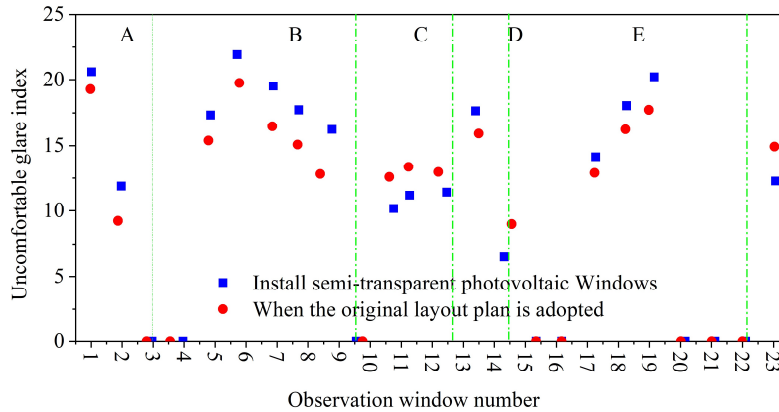 25
20
15
10
5
0
A B C D E
Install semi-transparent photovoltaic Windows
When the original layout plan is adopted
1 2 3 4 5 6 7 8 9 10 11 12 13 14 15 16 17 18 19 20 21 22 23
Observation window number
Uncomfortable glare index